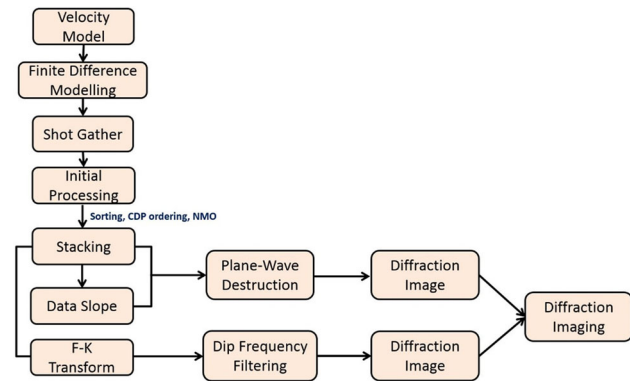 Velocity
Model
Finite Difference
Modelling
Shot Gather
Initial
Processing
Sorting, CDP ordering, NMO
Stacking
Data Slope
Plane-Wave
Destruction
Diffraction
Image
F-K
Transform
Dip Frequency
Filtering
Diffraction
Image
Diffraction
Imaging